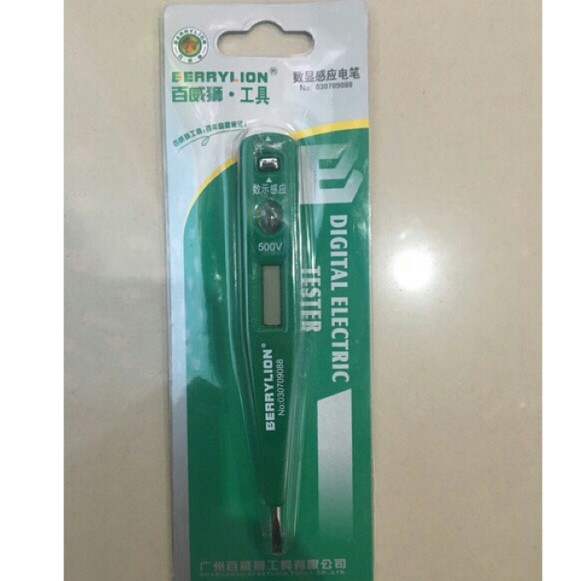 BERRYLION
BERRYLION®
百威狮·工具
数显感应电笔
No: 030709088
数示感应
500V
DIGITAL ELECTRIC
TESTER
BERRYLION®
No:030709088
广州百威狮工具有限公司